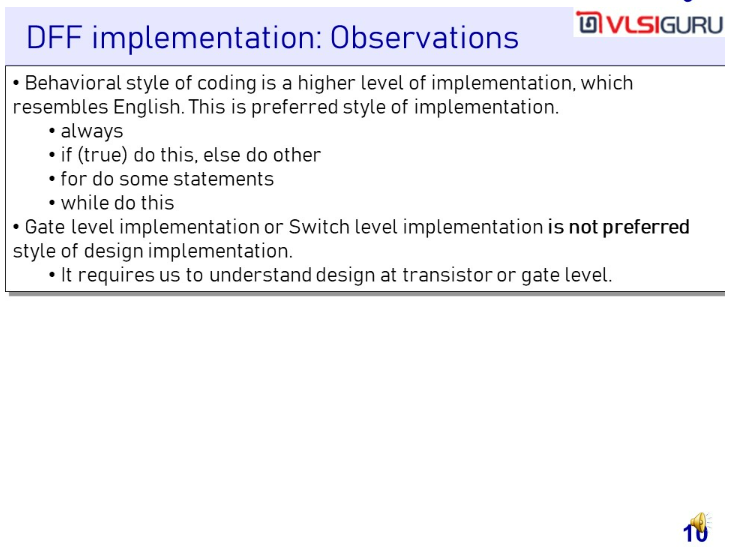 DFF implementation: Observations
VLSIGURU
• Behavioral style of coding is a higher level of implementation, which
resembles English. This is preferred style of implementation.
• always
• if (true) do this, else do other
• for do some statements
• while do this
• Gate level implementation or Switch level implementation is not preferred
style of design implementation.
• It requires us to understand design at transistor or gate level.
10